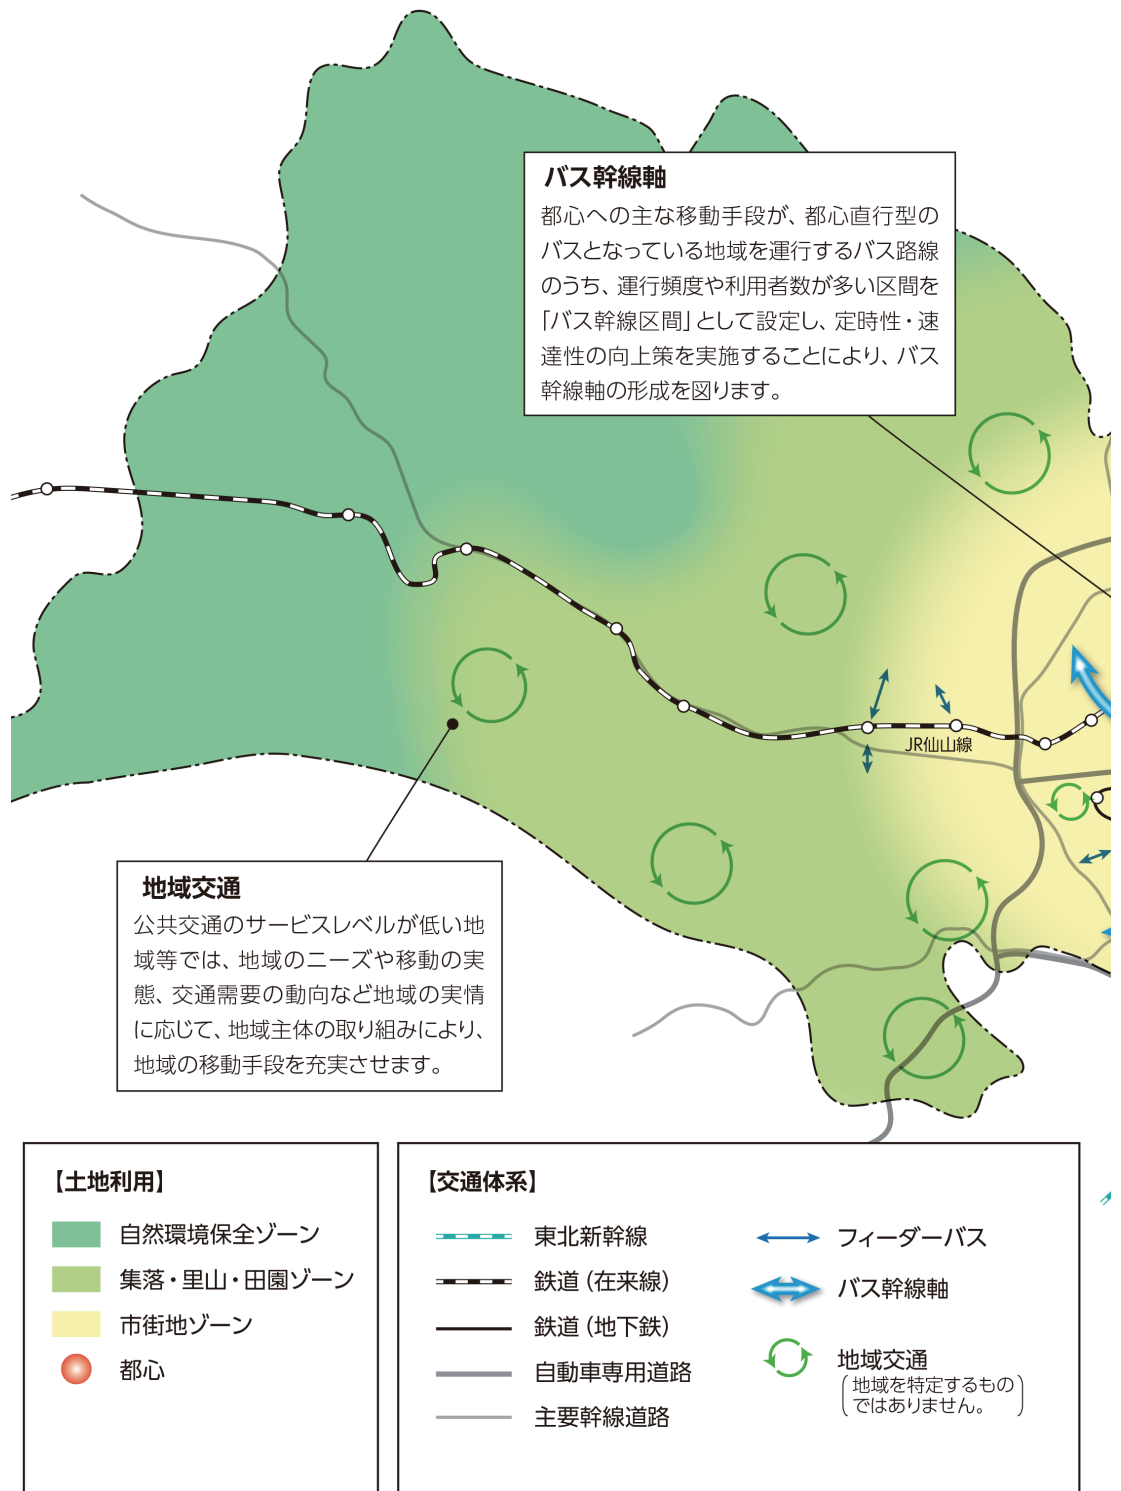 バス幹線軸
都心への主な移動手段が、都心直行型の
バスとなっている地域を運行するバス路線
のうち、運行頻度や利用者数が多い区間を
「バス幹線区間」として設定し、定時性・速
達性の向上策を実施することにより、バス
幹線軸の形成を図ります。
JR仙山線
地域交通
公共交通のサービスレベルが低い地
域等では、地域のニーズや移動の実
態、交通需要の動向など地域の実情
に応じて、地域主体の取り組みにより、
地域の移動手段を充実させます。
【土地利用】
自然環境保全ゾーン
集落・里山・田園ゾーン
市街地ゾーン
都心
【交通体系】
東北新幹線
鉄道（在来線）
鉄道（地下鉄）
自動車専用道路
主要幹線道路
フィーダーバス
バス幹線軸
地域交通
（地域を特定するもの
ではありません。）